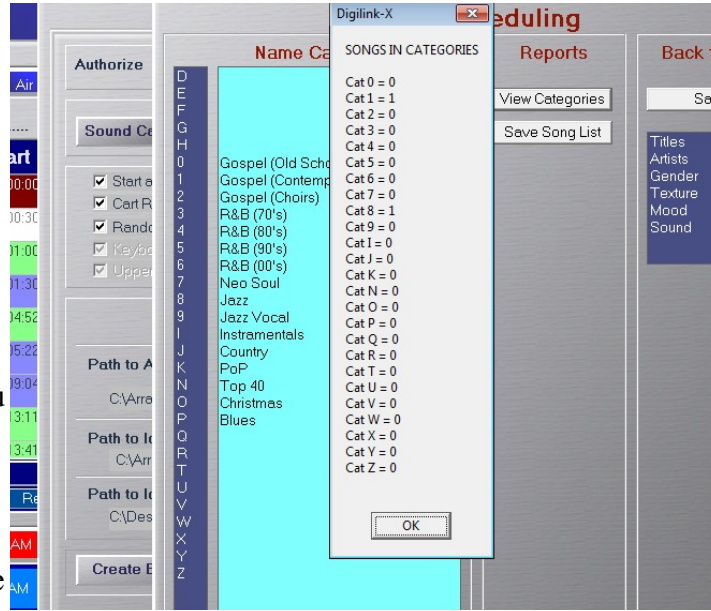 Digilink-X
eduling
Name Ca
SONGS IN CATEGORIES
Reports
Back
Authorize
Air
View Categories
Sa
Save Song List
Sound Ce
art
00:00
00:30
01:00
01:30
04:52
05:22
09:04
13:11
13:41
Re
AM
AM
Start a
Cart R
Rando
Keybo
Upper
Path to A
C:\Arra
Path to Ic
C:\Arr
Path to Ic
C:\Des
Create E
D
E
F
G
H
0 Gospel (Old Scho
1 Gospel (Contemp
2 Gospel (Choirs)
3 R&B (70's)
4 R&B (80's)
5 R&B (90's)
6 R&B (00's)
7 Neo Soul
8 Jazz
9 Jazz Vocal
I Instramentals
J Country
K PoP
N Top 40
O Christmas
P Blues
Q
R
T
U
V
W
X
Y
Z
Cat 0 = 0
Cat 1 = 1
Cat 2 = 0
Cat 3 = 0
Cat 4 = 0
Cat 5 = 0
Cat 6 = 0
Cat 7 = 0
Cat 8 = 1
Cat 9 = 0
Cat I = 0
Cat J = 0
Cat K = 0
Cat N = 0
Cat O = 0
Cat P = 0
Cat Q = 0
Cat R = 0
Cat T = 0
Cat U = 0
Cat V = 0
Cat W = 0
Cat X = 0
Cat Y = 0
Cat Z = 0
OK
Titles
Artists
Gender
Texture
Mood
Sound